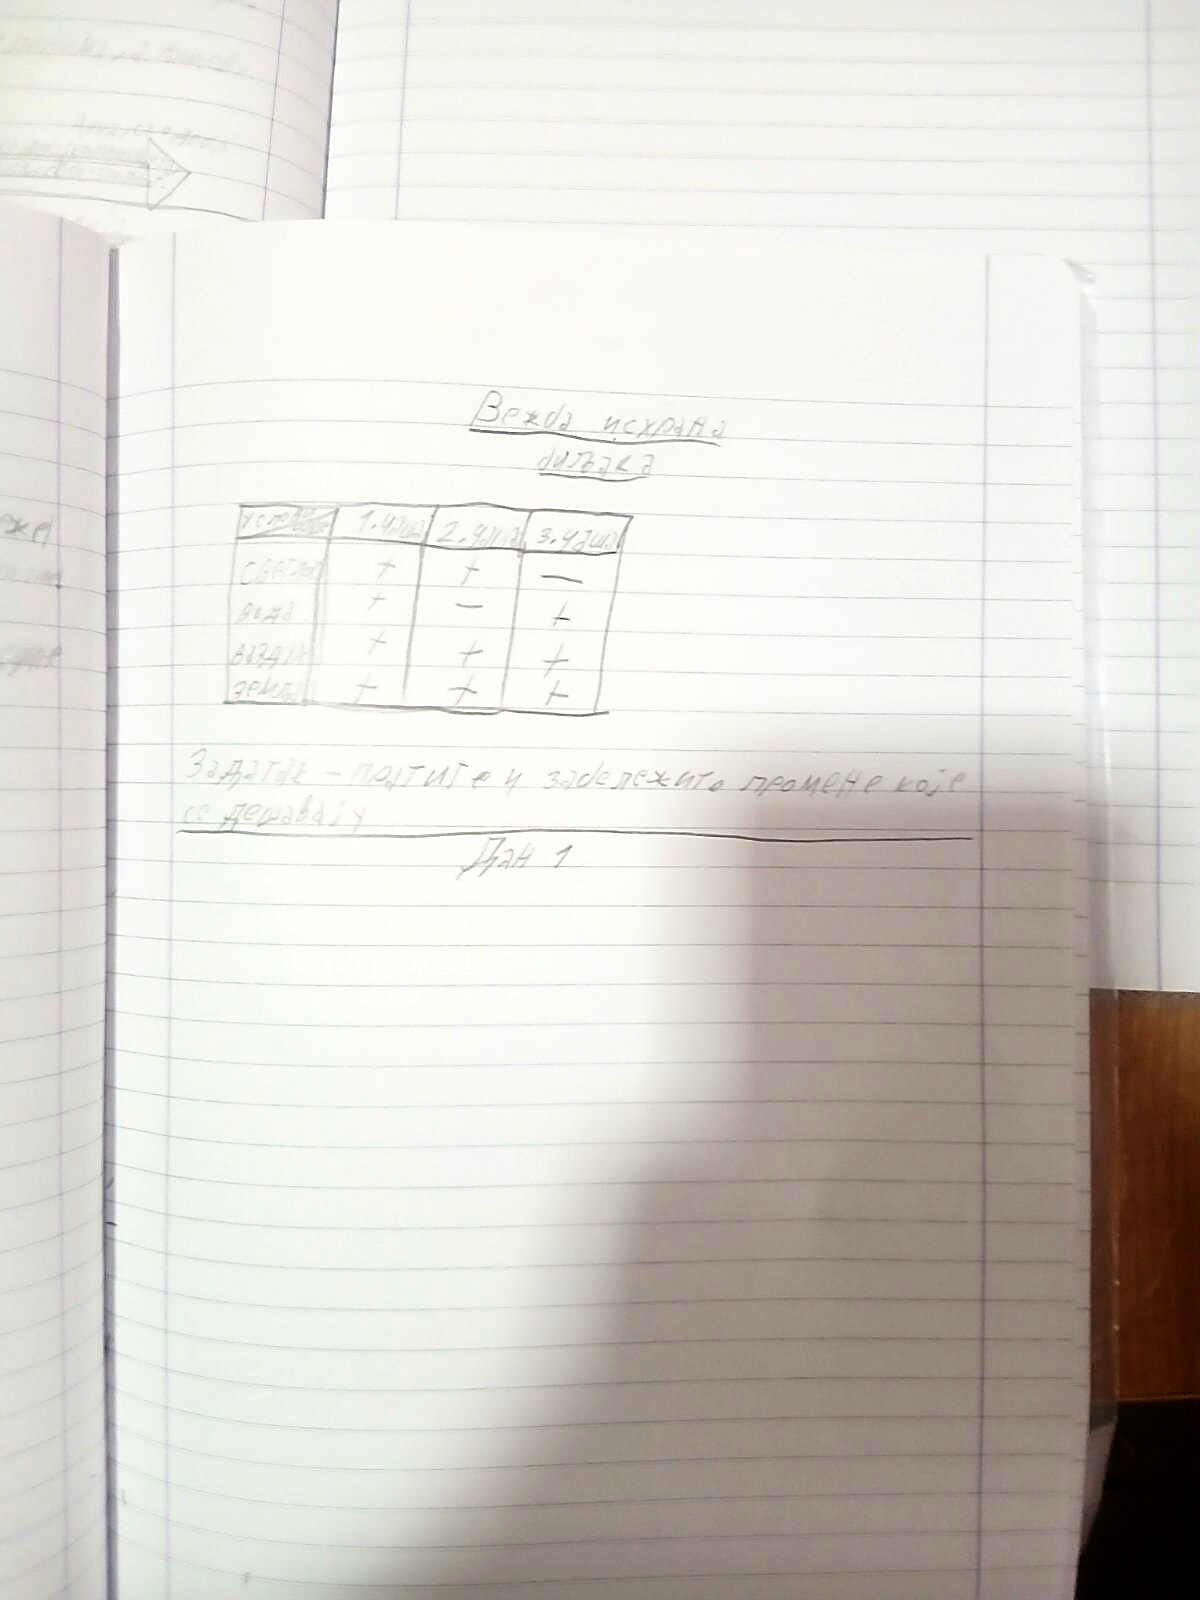 Вежба исхрана
биљака
1.чаша 2.чаша 3.чаша
светлост + + –
вода + – +
ваздух + + +
земља + + +
Задатак – пратите и забележите промене које
се дешавају
Дан 1